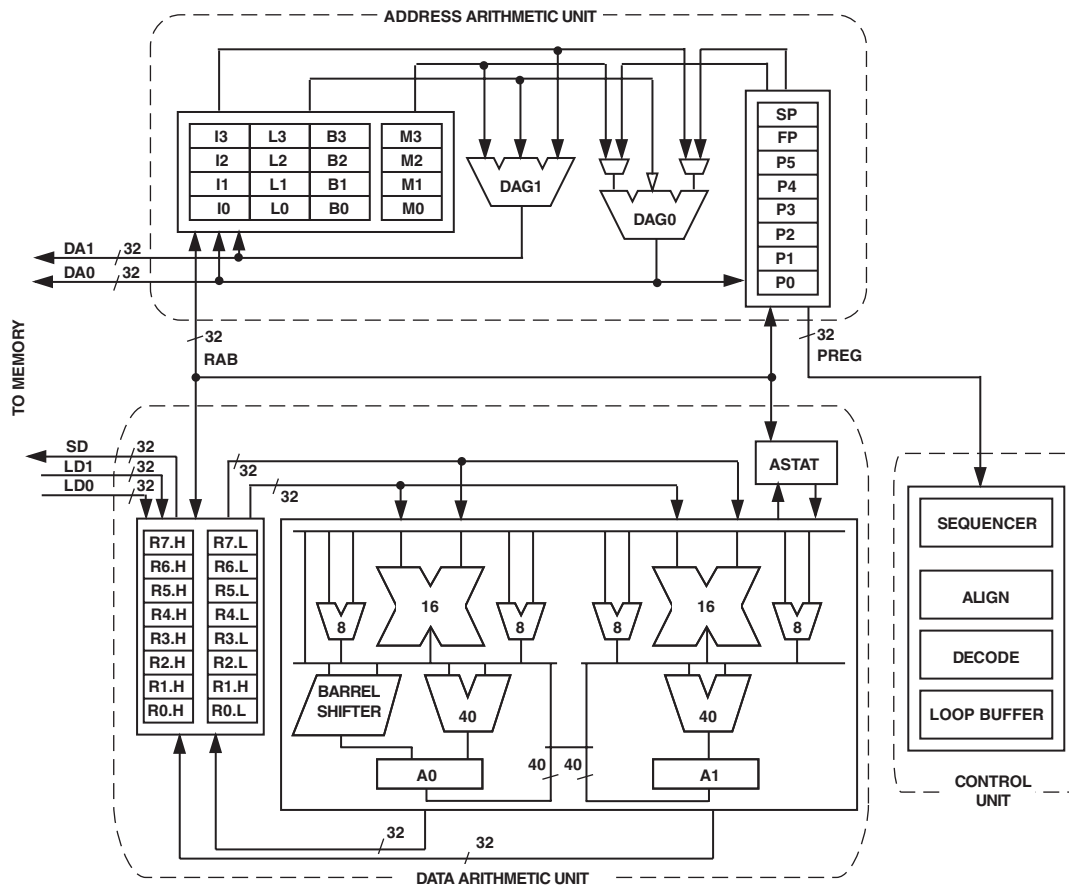 ADDRESS ARITHMETIC UNIT
I3 L3 B3 M3
I2 L2 B2 M2
I1 L1 B1 M1
I0 L0 B0 M0
DAG1
DAG0
SP
FP
P5
P4
P3
P2
P1
P0
DA1 32
DA0 32
32
RAB
32
PREG
TO MEMORY
SD 32
LD1 32
LD0 32
32
32
ASTAT
R7.H R7.L
R6.H R6.L
R5.H R5.L
R4.H R4.L
R3.H R3.L
R2.H R2.L
R1.H R1.H
R0.H R0.L
16 16
8 8 8 8
BARREL
SHIFTER
40 40
A0 40 40 A1
32
32
DATA ARITHMETIC UNIT
SEQUENCER
ALIGN
DECODE
LOOP BUFFER
CONTROL
UNIT